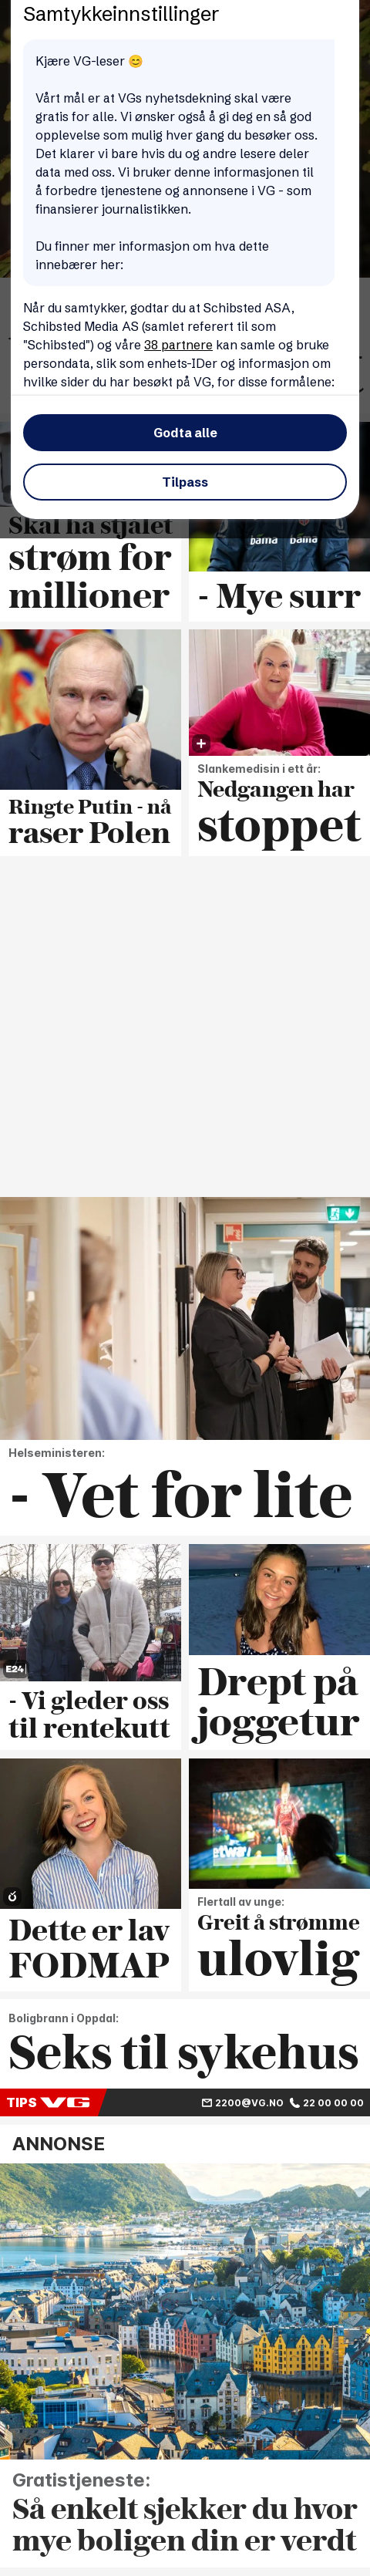 Samtykkeinnstillinger
Kjære VG-leser 😊
Vårt mål er at VGs nyhetsdekning skal være
gratis for alle. Vi ønsker også å gi deg en så god
opplevelse som mulig hver gang du besøker oss.
Det klarer vi bare hvis du og andre lesere deler
data med oss. Vi bruker denne informasjonen til
å forbedre tjenestene og annonsene i VG - som
finansierer journalistikken.
Du finner mer informasjon om hva dette
innebærer her:
Når du samtykker, godtar du at Schibsted ASA,
Schibsted Media AS (samlet referert til som
"Schibsted") og våre 38 partnere kan samle og bruke
persondata, slik som enhets-IDer og informasjon om
hvilke sider du har besøkt på VG, for disse formålene:
Godta alle
Tilpass
Skal ha stjålet
strøm for
millioner
bama bama
- Mye surr
Ringte Putin - nå
raser Polen
Slankemedisin i ett år:
Nedgangen har
stoppet
Helseministeren:
- Vet for lite
E24
- Vi gleder oss
til rentekutt
Drept på
joggetur
Dette er lav
FODMAP
Flertall av unge:
Greit å strømme
ulovlig
Boligbrann i Oppdal:
Seks til sykehus
TIPS VG 2200@VG.NO 22 00 00 00
ANNONSE
Gratistjeneste:
Så enkelt sjekker du hvor
mye boligen din er verdt